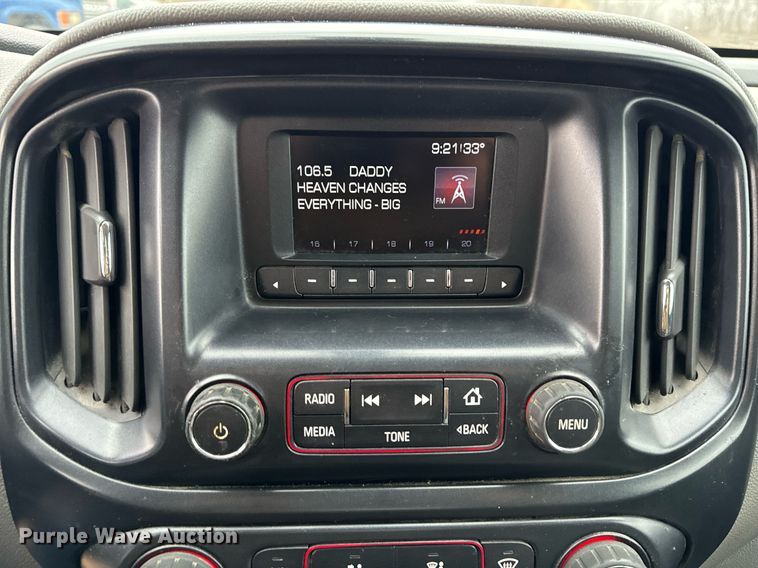 9:21 33°
106.5 DADDY
HEAVEN CHANGES
EVERYTHING - BIG
FM
16 17 18 19 20
RADIO
MEDIA
TONE
BACK
MENU
Purple Wave Auction